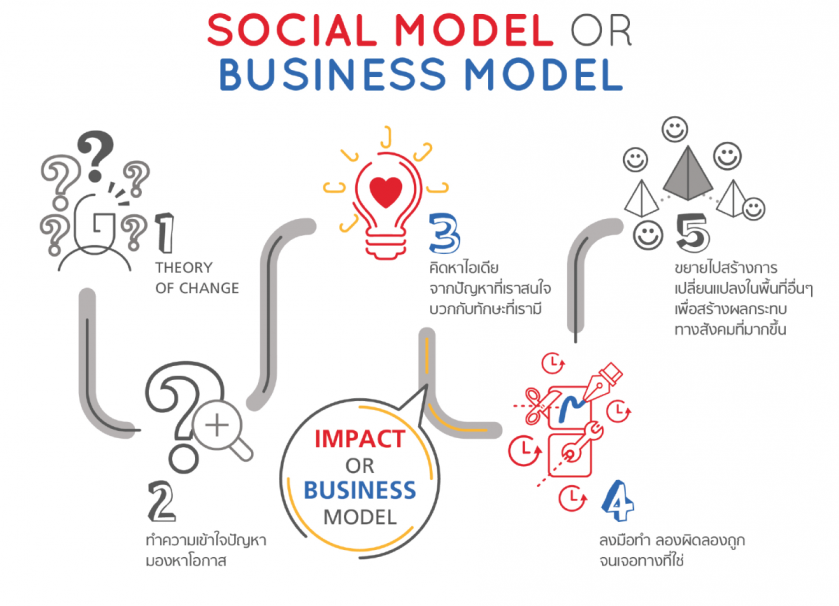 SOCIAL MODEL OR
BUSINESS MODEL
1
THEORY
OF CHANGE
2
ทำความเข้าใจปัญหา
มองหาโอกาส
3
คิดหาไอเดีย
จากปัญหาที่เราสนใจ
บวกกับทักษะที่เรามี
IMPACT
OR
BUSINESS
MODEL
4
ลงมือทำ ลองผิดลองถูก
จนเจอทางที่ใช่
5
ขยายไปสร้างการ
เปลี่ยนแปลงในพื้นที่อื่นๆ
เพื่อสร้างผลกระทบ
ทางสังคมที่มากขึ้น